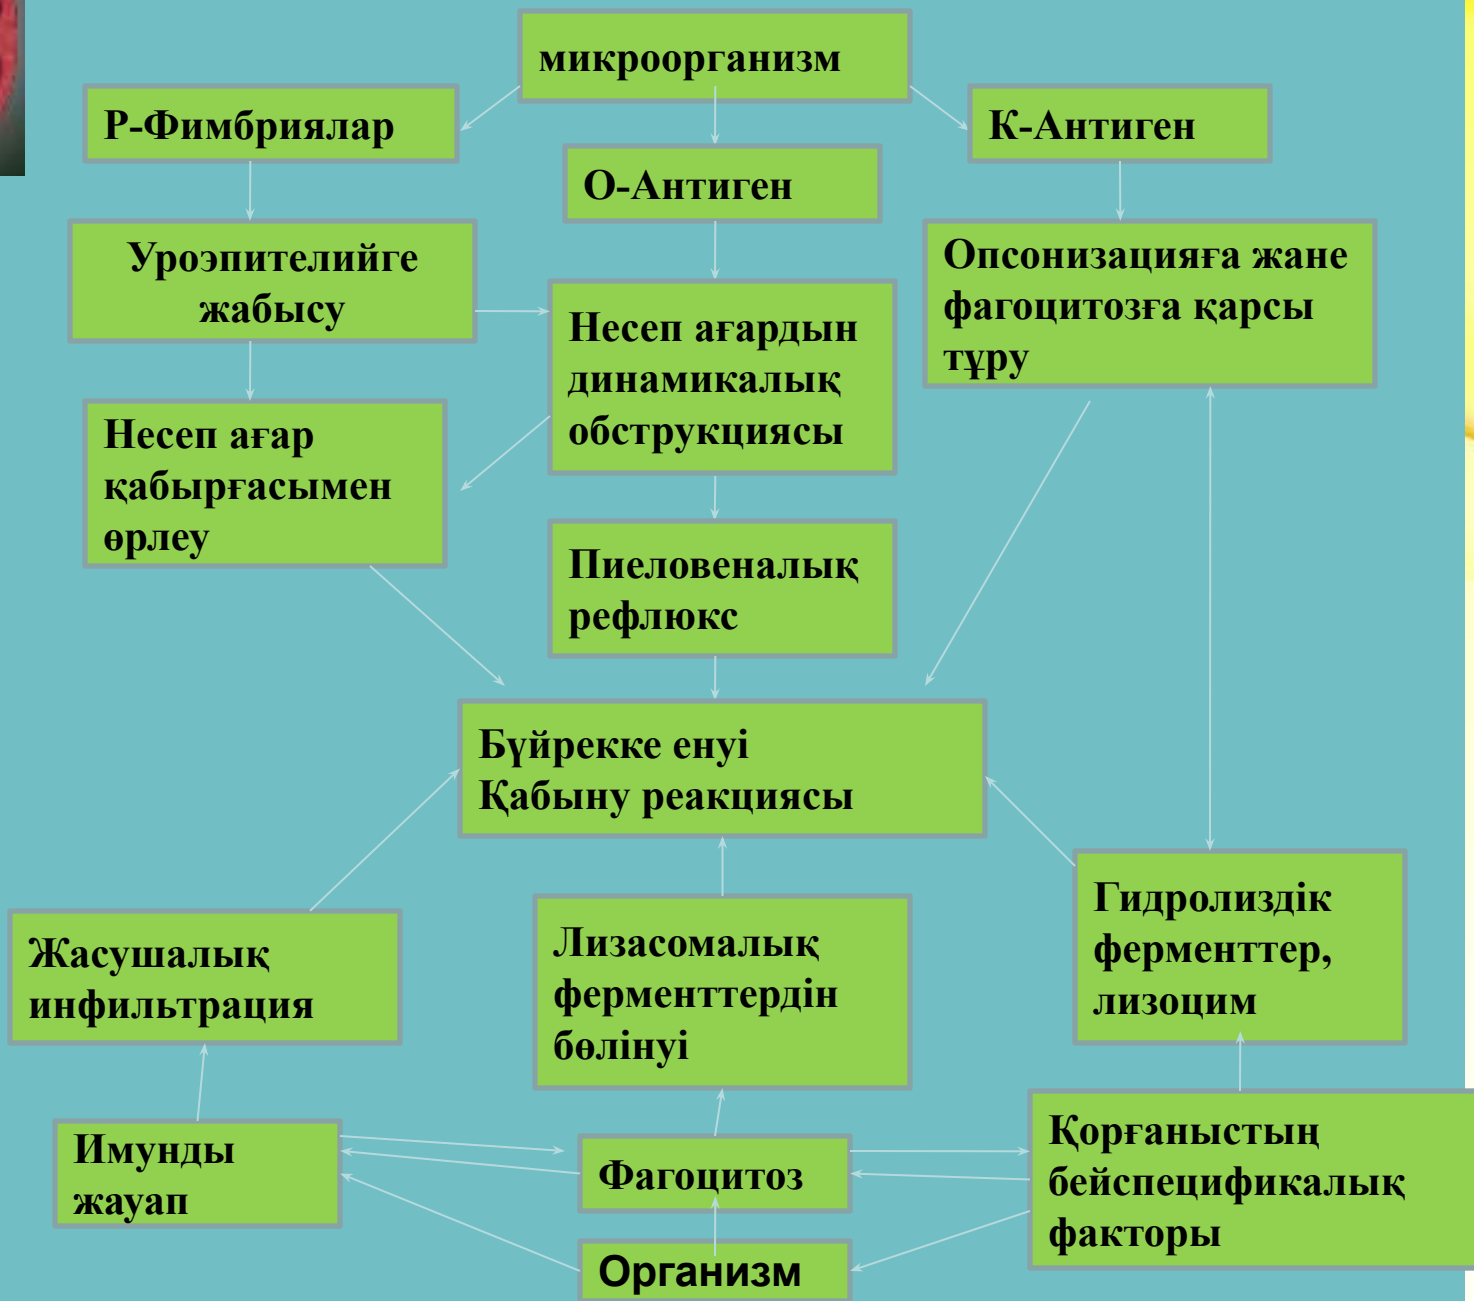 микроорганизм
Р-Фимбриялар
К-Антиген
О-Антиген
Уроэпителийге
жабысу
Опсонизацияға жане
фагоцитозға қарсы
тұру
Несеп ағардын
динамикалық
обструкциясы
Несеп ағар
қабырғасымен
өрлеу
Пиеловеналық
рефлюкс
Бүйрекке енуі
Қабыну реакциясы
Жасушалық
инфильтрация
Лизасомалық
ферменттердін
бөлінуі
Гидролиздік
ферменттер,
лизоцим
Имунды
жауап
Фагоцитоз
Қорғаныстың
бейспецификалық
факторы
Организм